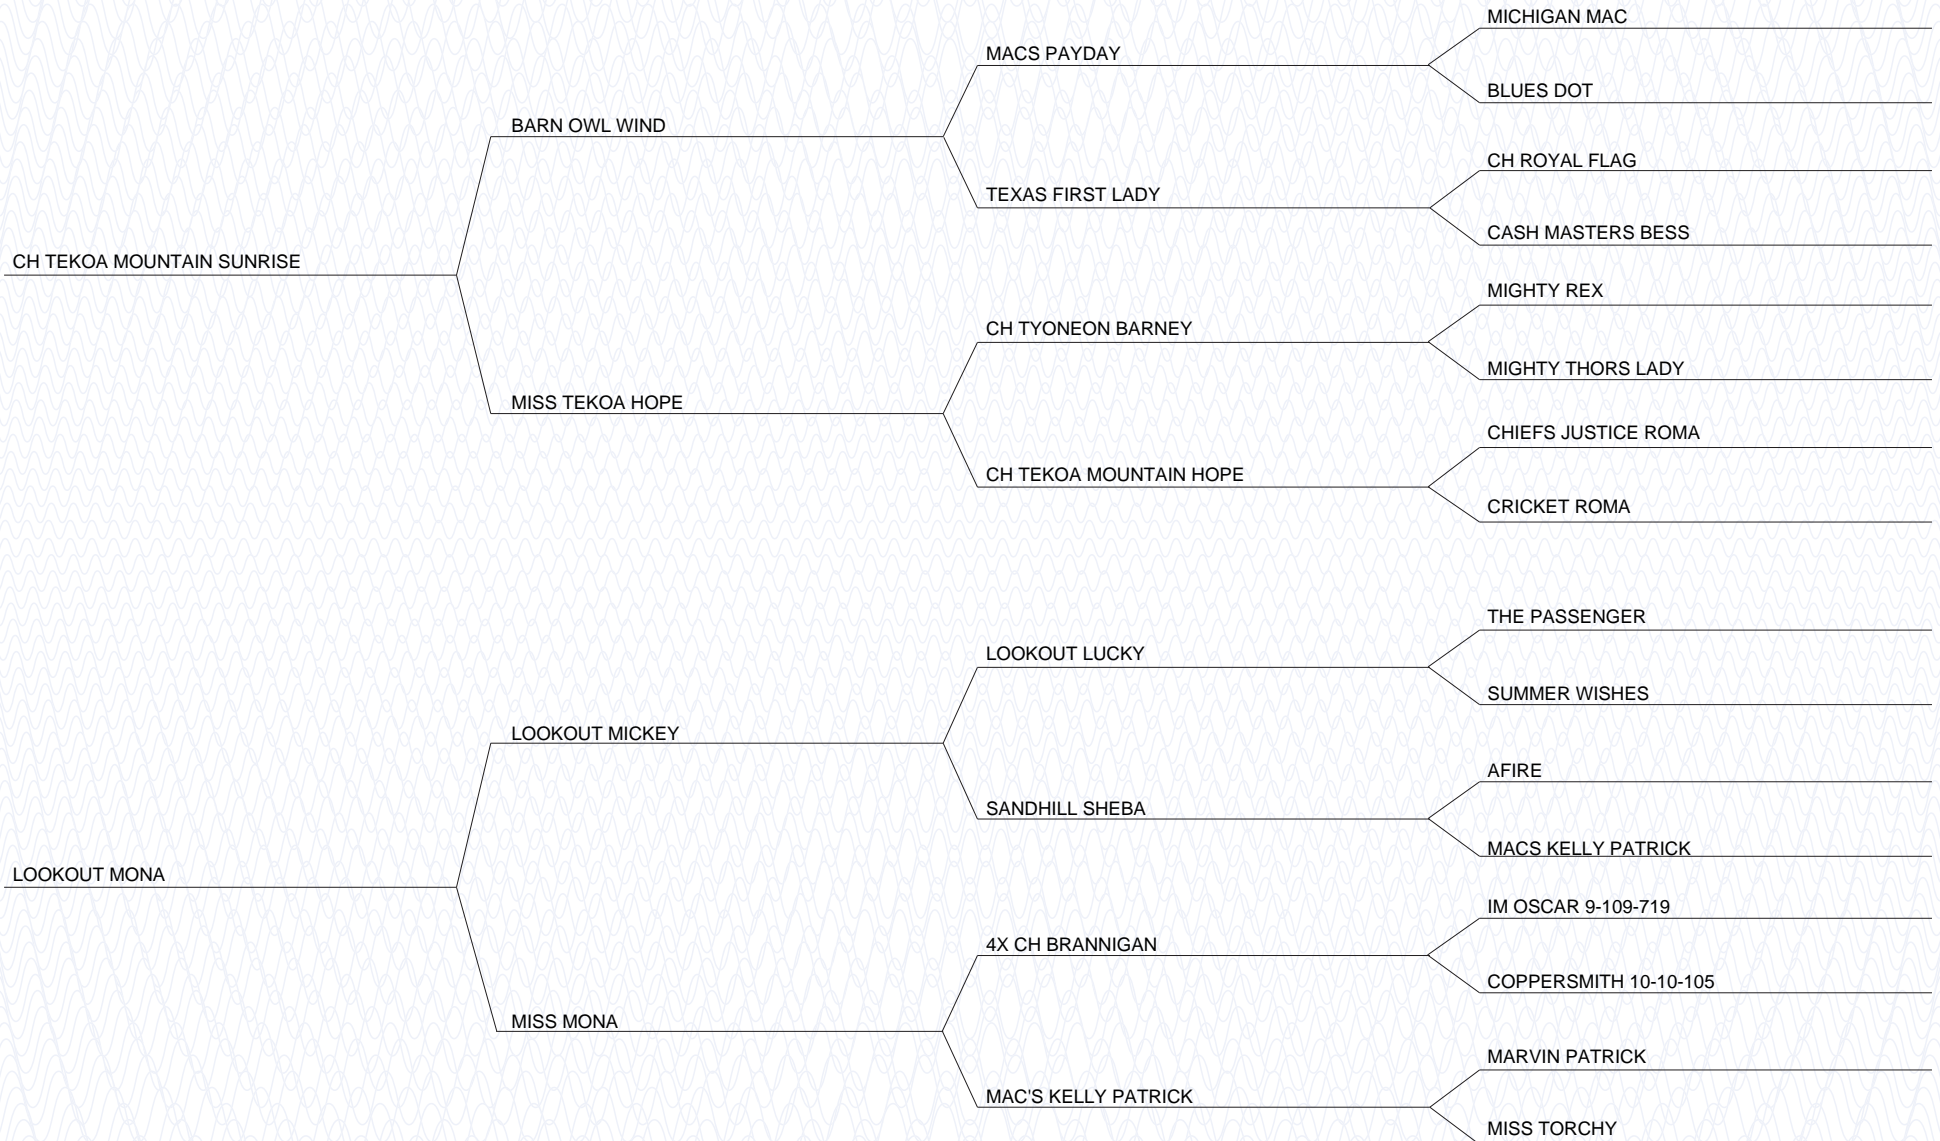 MICHIGAN MAC
MACS PAYDAY
BLUES DOT
BARN OWL WIND
CH ROYAL FLAG
TEXAS FIRST LADY
CASH MASTERS BESS
CH TEKOA MOUNTAIN SUNRISE
MIGHTY REX
CH TYONEON BARNEY
MIGHTY THORS LADY
MISS TEKOA HOPE
CHIEFS JUSTICE ROMA
CH TEKOA MOUNTAIN HOPE
CRICKET ROMA
THE PASSENGER
LOOKOUT LUCKY
SUMMER WISHES
LOOKOUT MICKEY
AFIRE
SANDHILL SHEBA
MACS KELLY PATRICK
LOOKOUT MONA
IM OSCAR 9-109-719
4X CH BRANNIGAN
COPPERSMITH 10-10-105
MISS MONA
MARVIN PATRICK
MAC'S KELLY PATRICK
MISS TORCHY